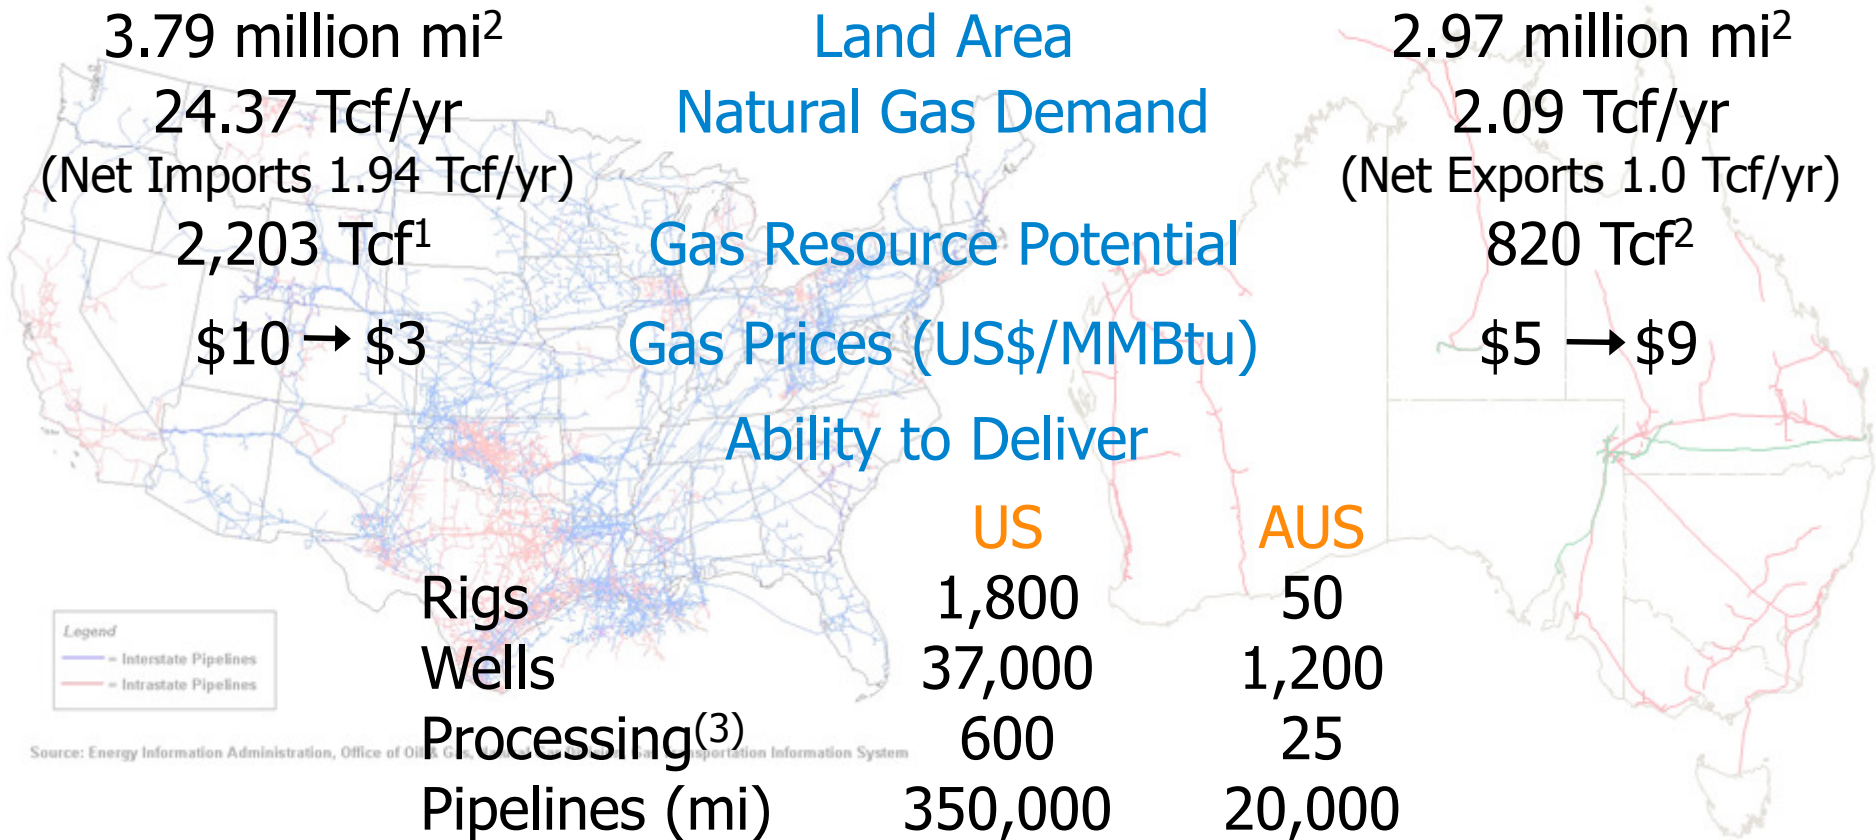 3.79 million mi² Land Area 2.97 million mi²
24.37 Tcf/yr Natural Gas Demand 2.09 Tcf/yr
(Net Imports 1.94 Tcf/yr) (Net Exports 1.0 Tcf/yr)
2,203 Tcf¹ Gas Resource Potential 820 Tcf²
$10 → $3 Gas Prices (US$/MMBtu) $5 → $9
Ability to Deliver
US AUS
Rigs 1,800 50
Legend
= Interstate Pipelines
= Intrastate Pipelines
Wells 37,000 1,200
Processing⁽³⁾ 600 25
Source: Energy Information Administration, Office of Oil & Gas, Information System
Pipelines (mi) 350,000 20,000